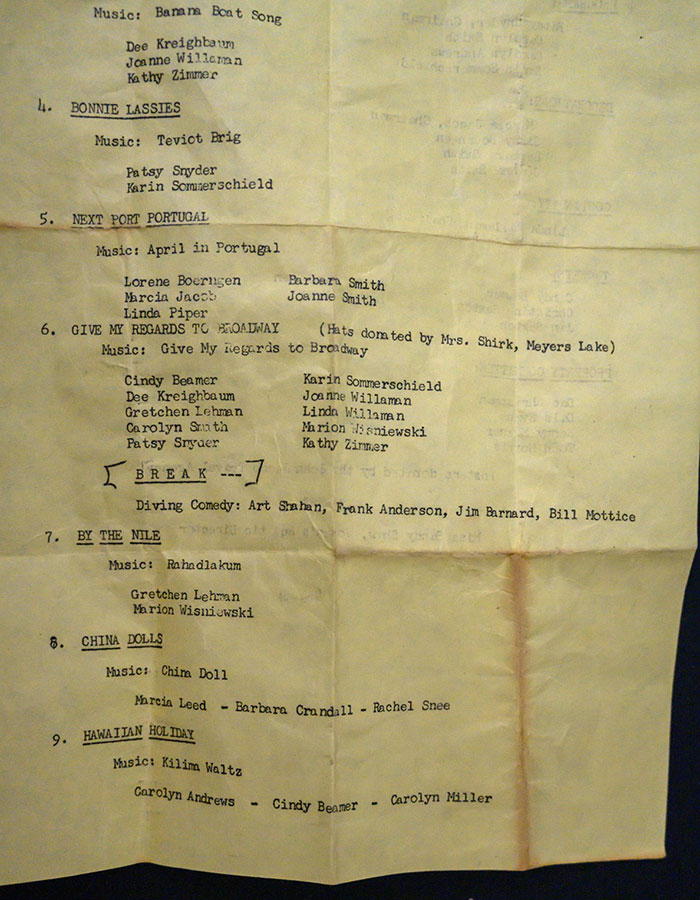 Music: Banana Boat Song
Dee Kreighbaum
Joanne Willaman
Kathy Zimmer
4. BONNIE LASSIES
Music: Teviot Brig
Patsy Snyder
Karin Sommerschield
5. NEXT PORT PORTUGAL
Music: April in Portugal
Lorene Boerngen Barbara Smith
Marcia Jacob Joanne Smith
Linda Piper
6. GIVE MY REGARDS TO BROADWAY (Hats donated by Mrs. Shirk, Meyers Lake)
Music: Give My Regards to Broadway
Cindy Beamer Karin Sommerschield
Dee Kreighbaum Joanne Willaman
Gretchen Lehman Linda Willaman
Carolyn Smith Marion Wisniewski
Patsy Snyder Kathy Zimmer
[ BREAK --- ]
Diving Comedy: Art Shahan, Frank Anderson, Jim Barnard, Bill Mottice
7. BY THE NILE
Music: Rahadlakum
Gretchen Lehman
Marion Wisniewski
8. CHINA DOLLS
Music: China Doll
Marcia Leed - Barbara Crandall - Rachel Snee
9. HAWAIIAN HOLIDAY
Music: Kilima Waltz
Carolyn Andrews - Cindy Beamer - Carolyn Miller